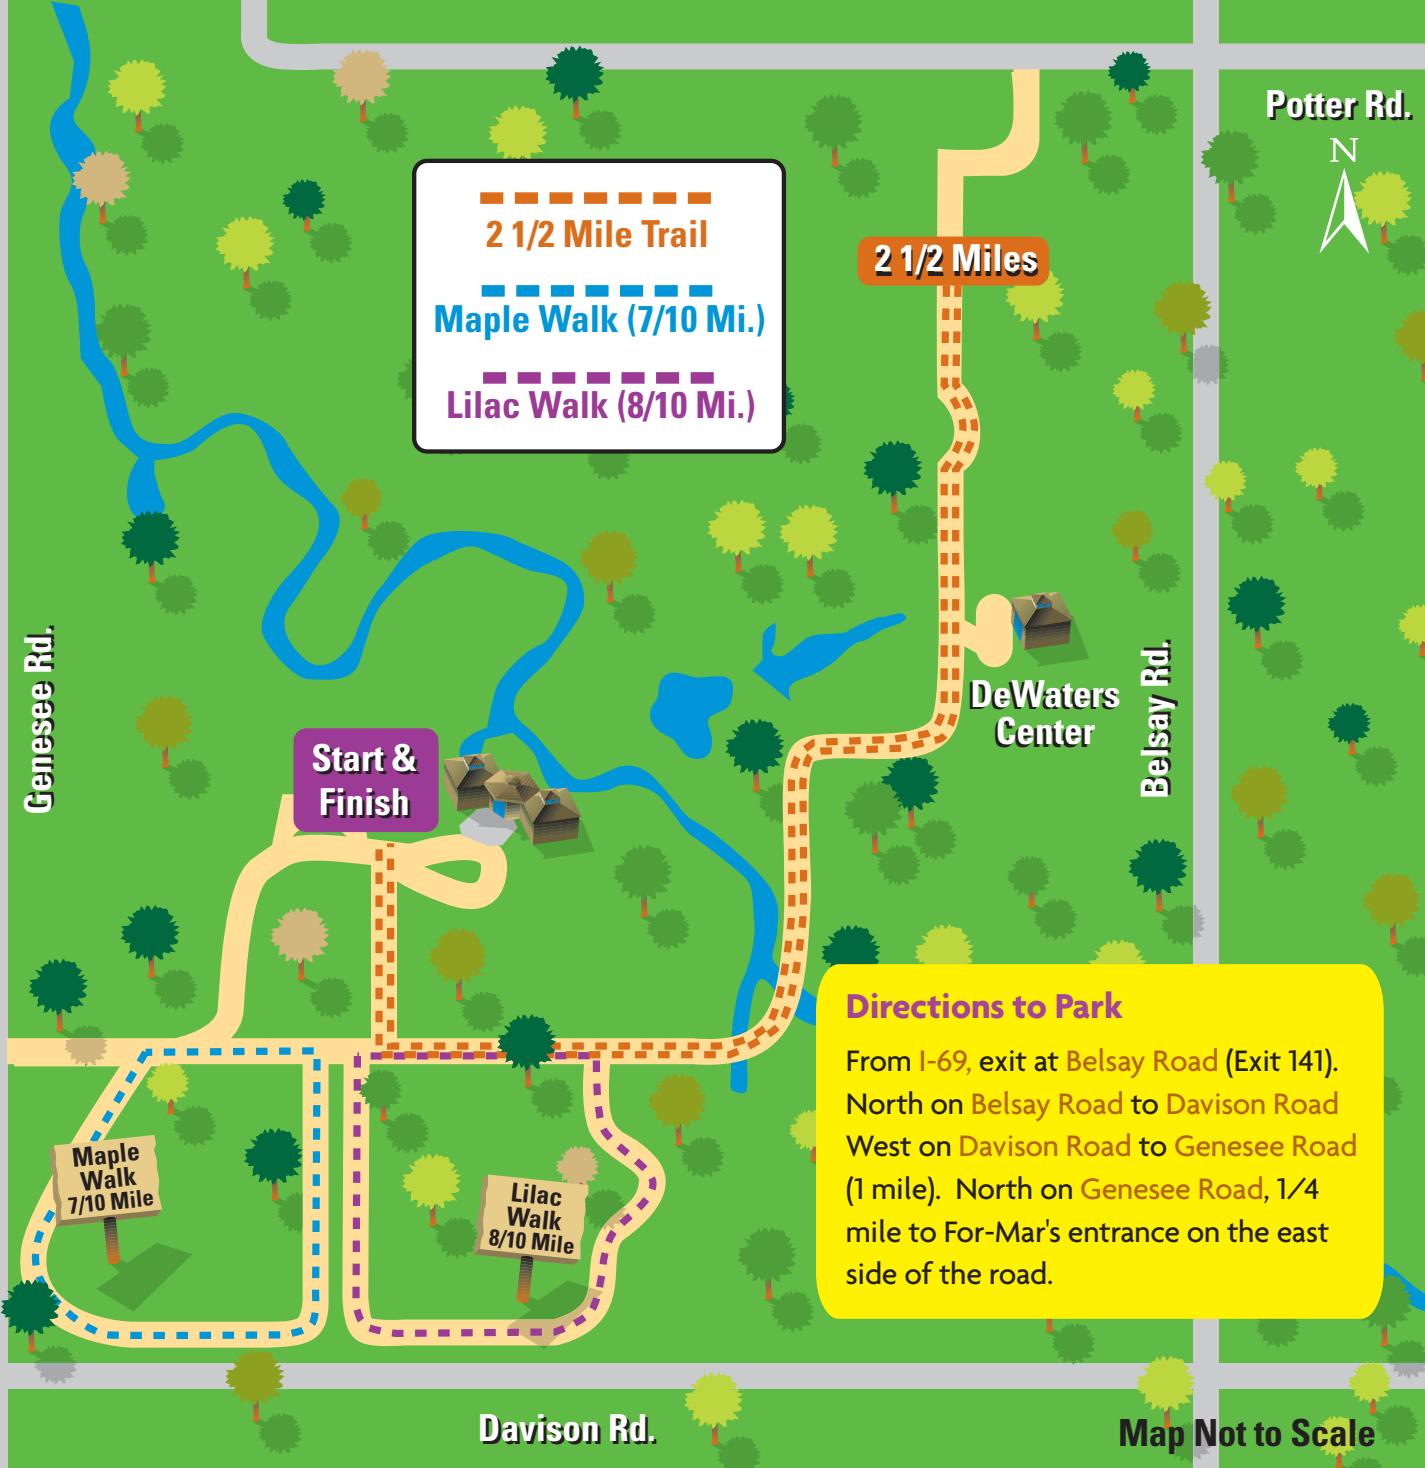 Potter Rd.
N
2 1/2 Mile Trail
Maple Walk (7/10 Mi.)
Lilac Walk (8/10 Mi.)
2 1/2 Miles
Genesee Rd.
DeWaters
Center
Belsay Rd.
Start &
Finish
Directions to Park
From I-69, exit at Belsay Road (Exit 141).
North on Belsay Road to Davison Road
West on Davison Road to Genesee Road
(1 mile).  North on Genesee Road, 1/4
mile to For-Mar's entrance on the east
side of the road.
Maple
Walk
7/10 Mile
Lilac
Walk
8/10 Mile
Davison Rd.
Map Not to Scale